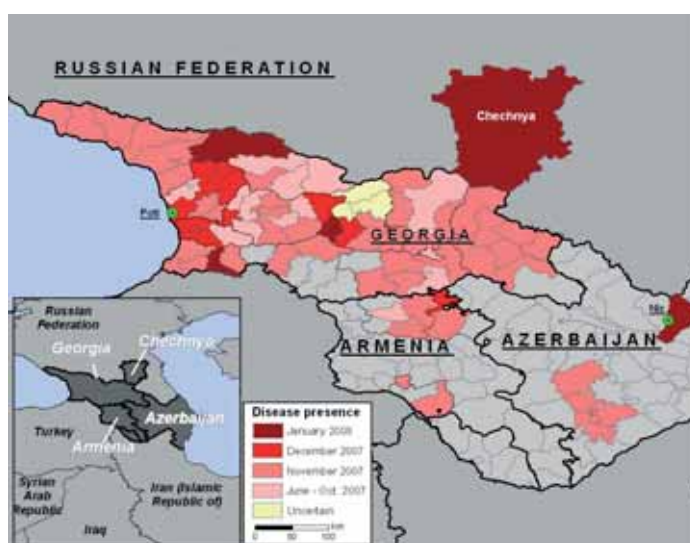 RUSSIAN FEDERATION
Chechnya
Poti
GEORGIA
ARMENIA
AZERBAIJAN
Nic
Russian
Federation
Georgia
Chechnya
Azerbaijan
Armenia
Turkey
Syrian
Arab
Republic
Iraq
Iran (Islamic
Republic of)
Disease presence
January 2008
December 2007
November 2007
June - Oct. 2007
Uncertain
0 50 100
km